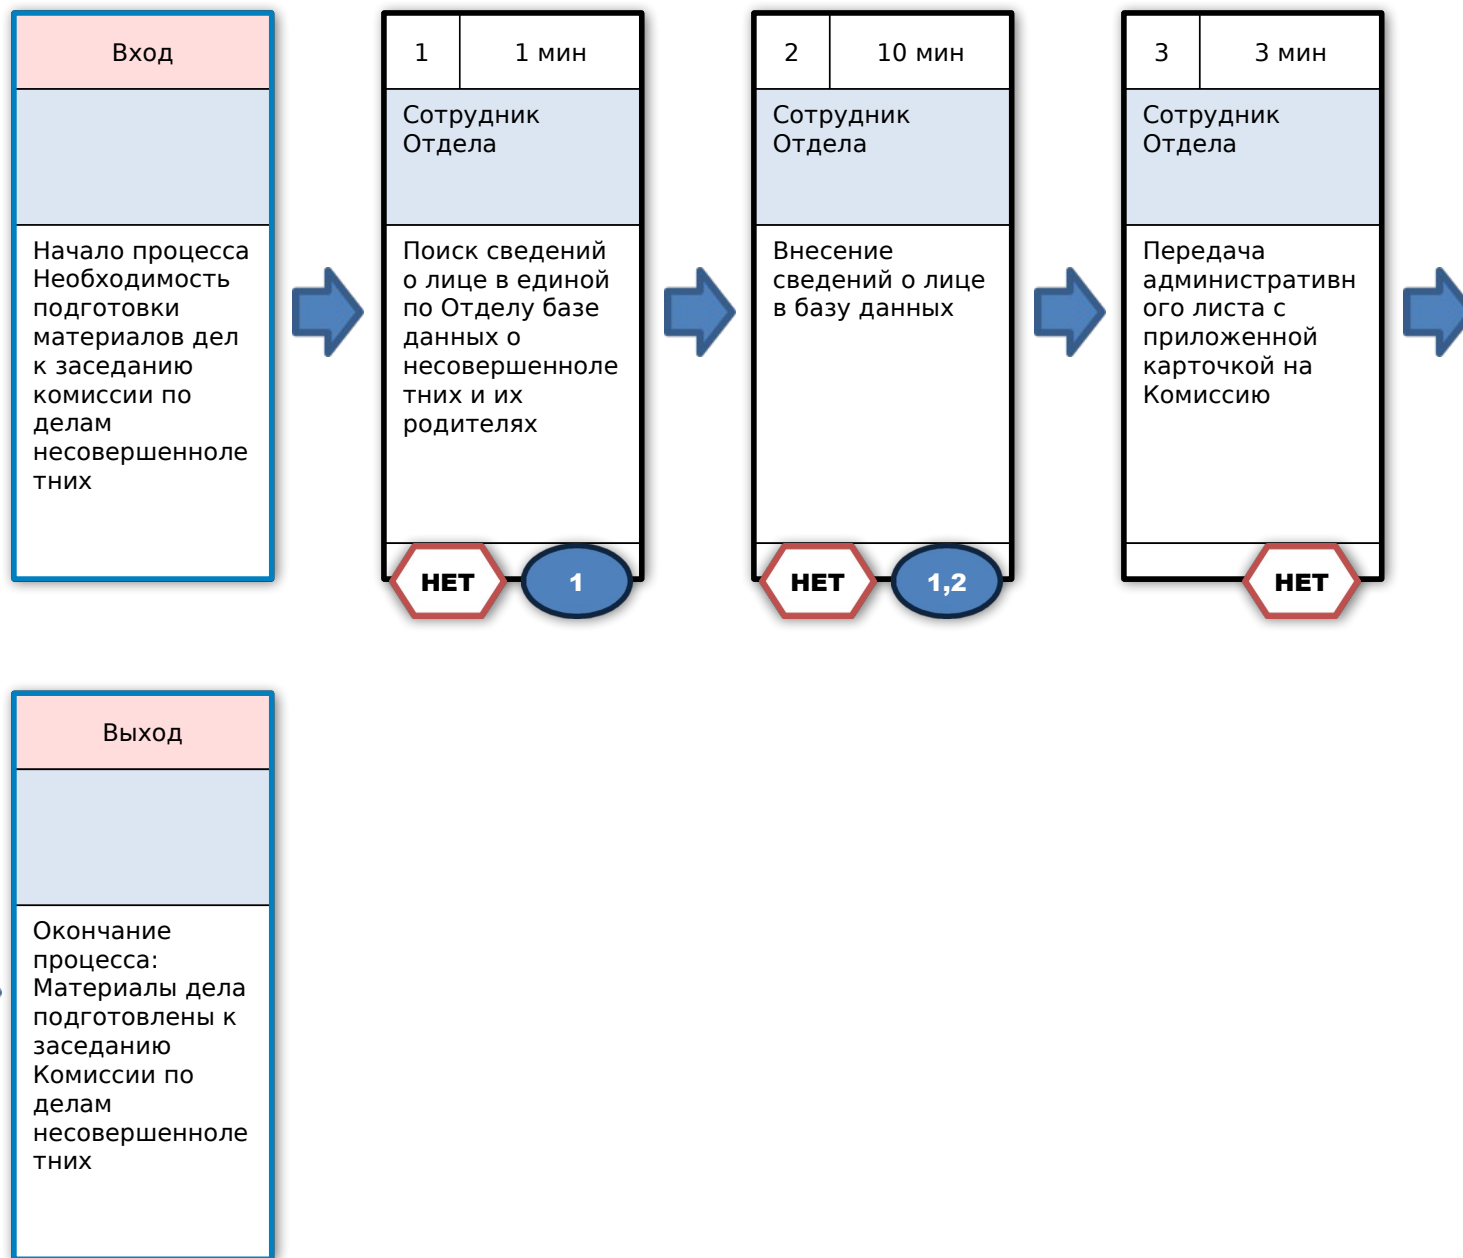 Вход
Начало процесса
Необходимость
подготовки
материалов дел
к заседанию
комиссии по
делам
несовершенноле
тних
1
1 мин
Сотрудник
Отдела
Поиск сведений
о лице в единой
по Отделу базе
данных о
несовершенноле
тних и их
родителях
НЕТ
1
2
10 мин
Сотрудник
Отдела
Внесение
сведений о лице
в базу данных
НЕТ
1,2
3
3 мин
Сотрудник
Отдела
Передача
административн
ого листа с
приложенной
карточкой на
Комиссию
НЕТ
Выход
Окончание
процесса:
Материалы дела
подготовлены к
заседанию
Комиссии по
делам
несовершенноле
тних